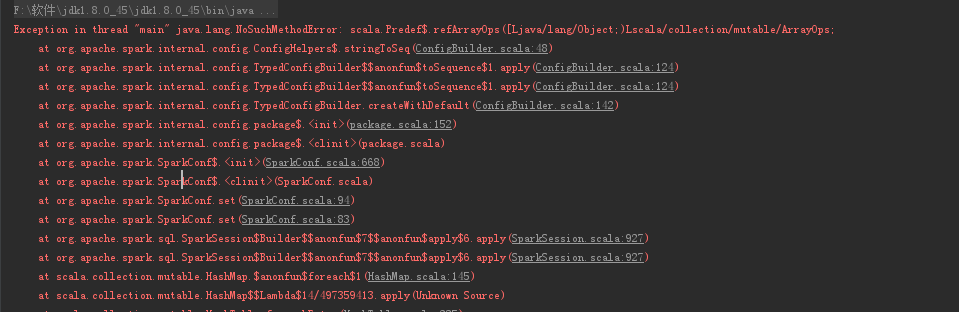 F:\软件\jdk1.8.0_45\jdk1.8.0_45\bin\java ...
Exception in thread "main" java.lang.NoSuchMethodError: scala.Predef$.refArrayOps([Ljava/lang/Object;)Lscala/collection/mutable/ArrayOps;
at org.apache.spark.internal.config.ConfigHelpers$.stringToSeq(ConfigBuilder.scala:48)
at org.apache.spark.internal.config.TypedConfigBuilder$$anonfun$toSequence$1.apply(ConfigBuilder.scala:124)
at org.apache.spark.internal.config.TypedConfigBuilder$$anonfun$toSequence$1.apply(ConfigBuilder.scala:124)
at org.apache.spark.internal.config.TypedConfigBuilder.createWithDefault(ConfigBuilder.scala:142)
at org.apache.spark.internal.config.package$.<init>(package.scala:152)
at org.apache.spark.internal.config.package$.<clinit>(package.scala)
at org.apache.spark.SparkConf$.<init>(SparkConf.scala:668)
at org.apache.spark.SparkConf$.<clinit>(SparkConf.scala)
at org.apache.spark.SparkConf.set(SparkConf.scala:94)
at org.apache.spark.SparkConf.set(SparkConf.scala:83)
at org.apache.spark.sql.SparkSession$Builder$$anonfun$7$$anonfun$apply$6.apply(SparkSession.scala:927)
at org.apache.spark.sql.SparkSession$Builder$$anonfun$7$$anonfun$apply$6.apply(SparkSession.scala:927)
at scala.collection.mutable.HashMap.$anonfun$foreach$1(HashMap.scala:145)
at scala.collection.mutable.HashMap$$Lambda$14/497359413.apply(Unknown Source)